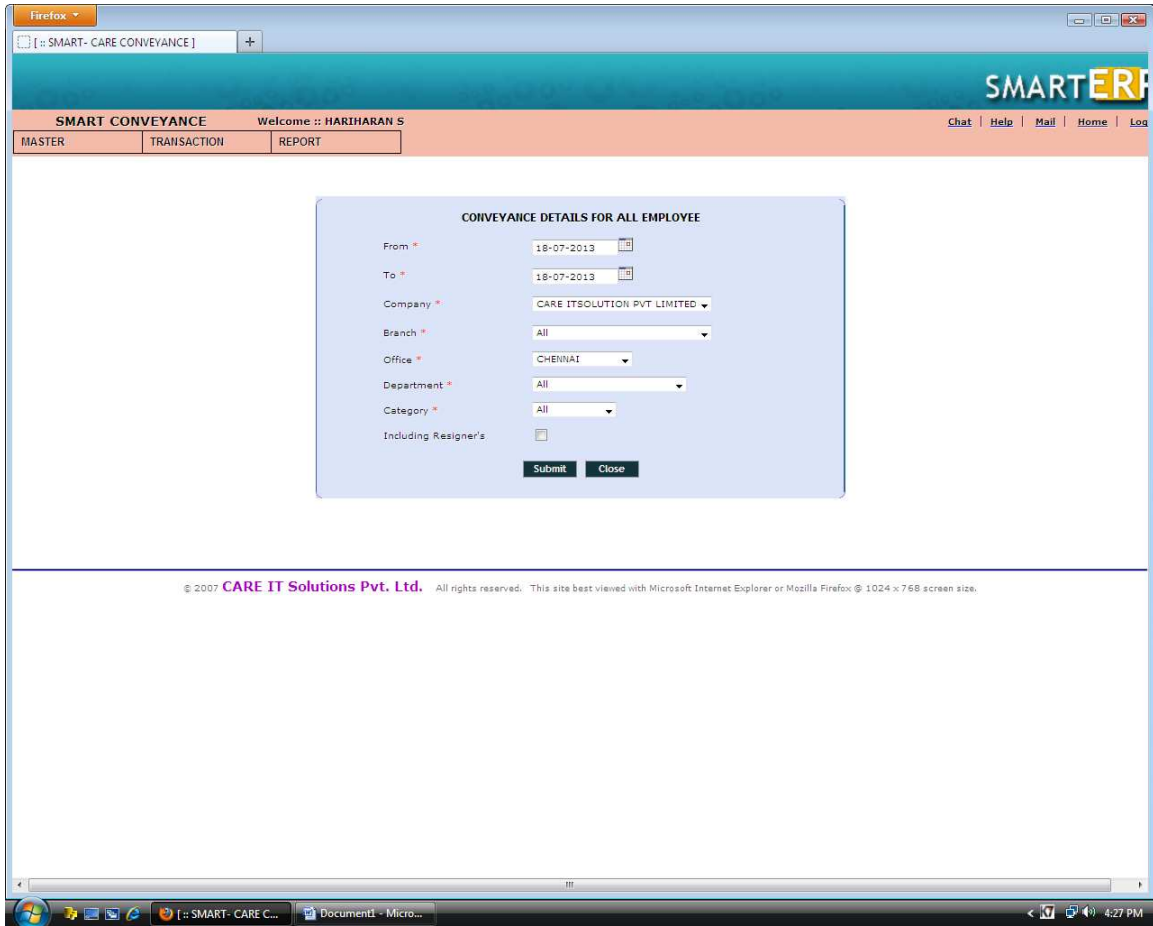 Firefox
[ :: SMART- CARE CONVEYANCE ]
SMART
SMART CONVEYANCE Welcome :: HARIHARAN S Chat | Help | Mail | Home |
MASTER TRANSACTION REPORT
CONVEYANCE DETAILS FOR ALL EMPLOYEE
From * 18-07-2013
To * 18-07-2013
Company * CARE ITSOLUTION PVT LIMITED
Branch * All
Office * CHENNAI
Department * All
Category * All
Including Resigner's
Submit Close
© 2007 CARE IT Solutions Pvt. Ltd. All rights reserved. This site best viewed with Microsoft Internet Explorer or Mozilla Firefox @ 1024 x 768 screen size.
[ :: SMART- CARE C... Document1 - Micro... 4:27 PM